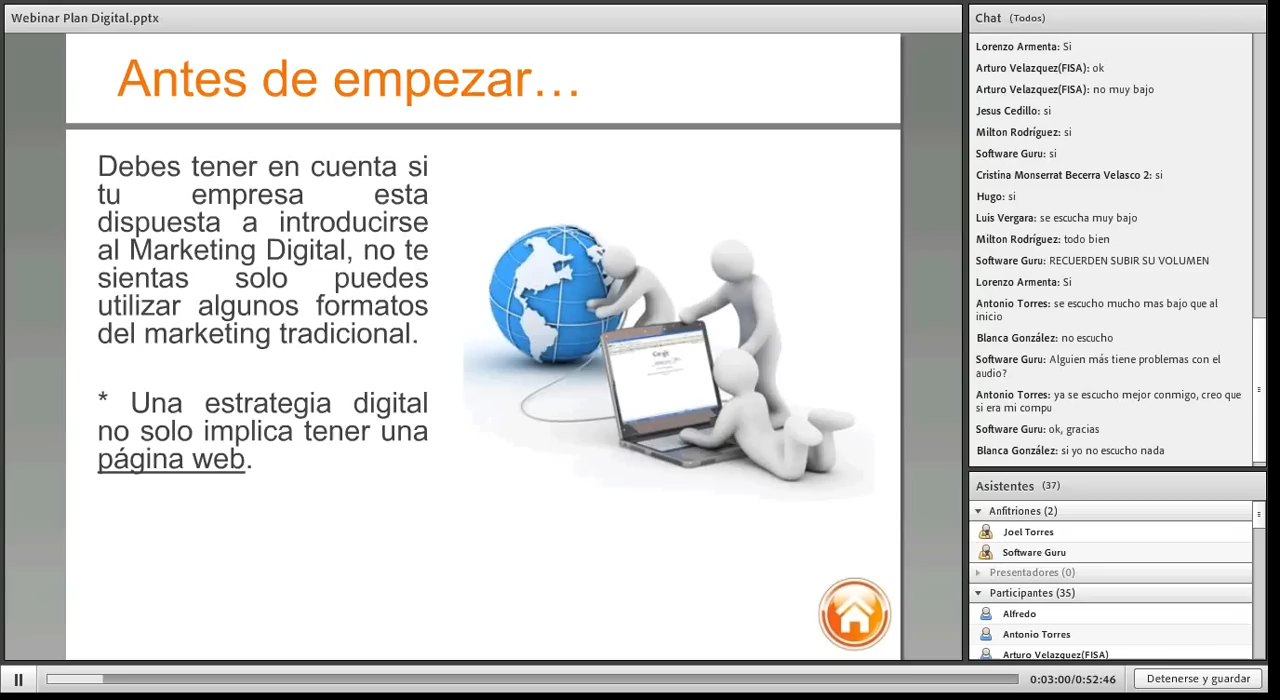 Webinar Plan Digital.pptx
Antes de empezar…
Debes tener en cuenta si
tu empresa esta
dispuesta a introducirse
al Marketing Digital, no te
sientas solo puedes
utilizar algunos formatos
del marketing tradicional.
* Una estrategia digital
no solo implica tener una
página web.
Google
Chat (Todos)
Lorenzo Armenta: Si
Arturo Velazquez(FISA): ok
Arturo Velazquez(FISA): no muy bajo
Jesus Cedillo: si
Milton Rodríguez: si
Software Guru: si
Cristina Monserrat Becerra Velasco 2: si
Hugo: si
Luis Vergara: se escucha muy bajo
Milton Rodríguez: todo bien
Software Guru: RECUERDEN SUBIR SU VOLUMEN
Lorenzo Armenta: Si
Antonio Torres: se escucho mucho mas bajo que al
inicio
Blanca González: no escucho
Software Guru: Alguien más tiene problemas con el
audio?
Antonio Torres: ya se escucho mejor conmigo, creo que
si era mi compu
Software Guru: ok, gracias
Blanca González: si yo no escucho nada
Asistentes (37)
Anfitriones (2)
Joel Torres
Software Guru
Presentadores (0)
Participantes (35)
Alfredo
Antonio Torres
Arturo Velazquez(FISA)
0:03:00/0:52:46
Detenerse y guardar